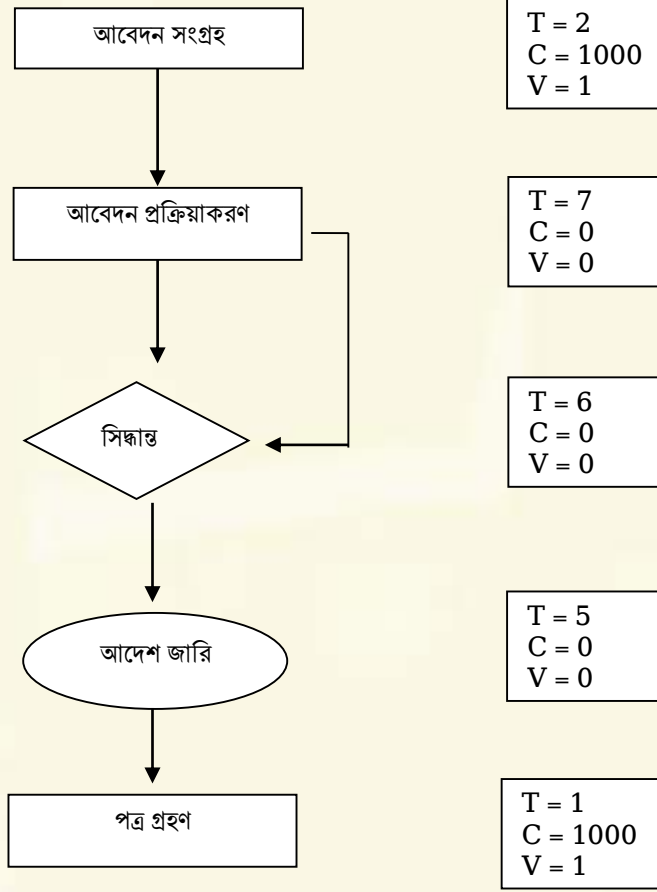 আবেদন সংগ্রহ
T = 2
C = 1000
V = 1
আবেদন প্রক্রিয়াকরণ
T = 7
C = 0
V = 0
সিদ্ধান্ত
T = 6
C = 0
V = 0
আদেশ জারি
T = 5
C = 0
V = 0
পত্র গ্রহণ
T = 1
C = 1000
V = 1